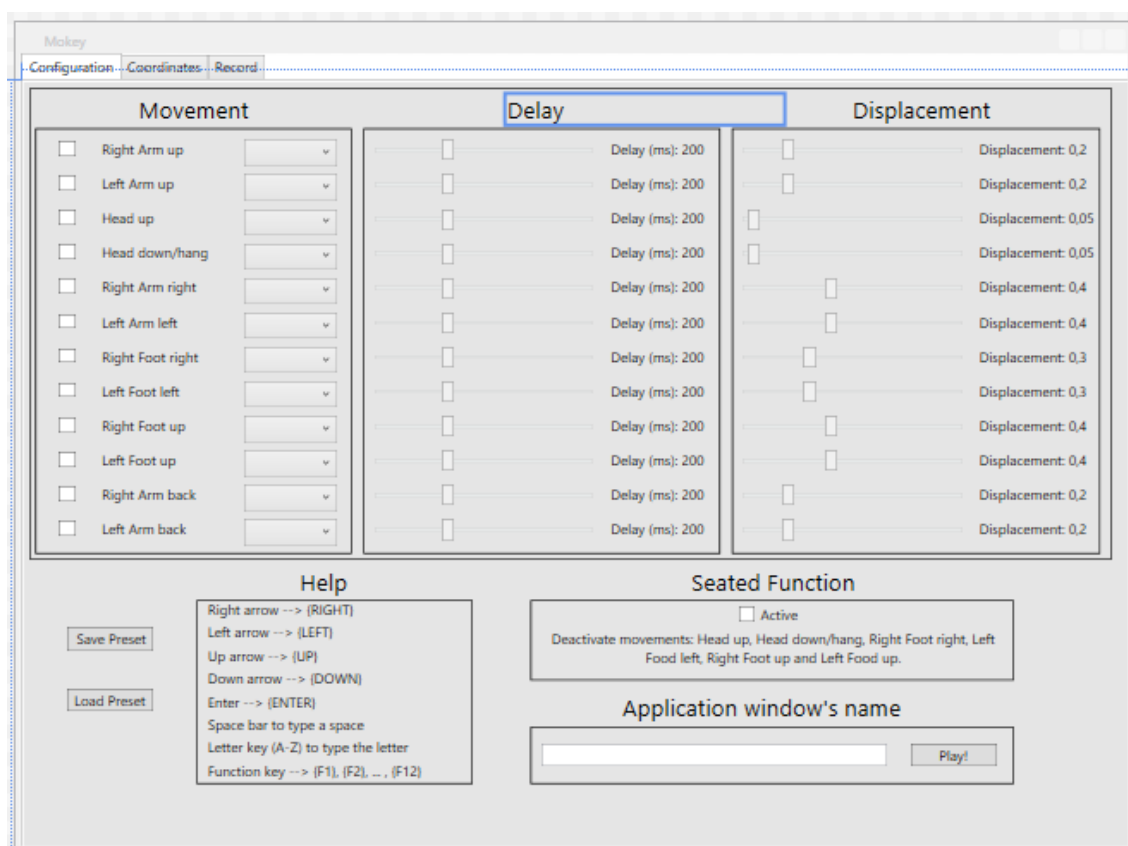 Mokey
Configuration Coordinates Record
Movement Delay Displacement
Right Arm up Delay (ms): 200 Displacement: 0,2
Left Arm up Delay (ms): 200 Displacement: 0,2
Head up Delay (ms): 200 Displacement: 0,05
Head down/hang Delay (ms): 200 Displacement: 0,05
Right Arm right Delay (ms): 200 Displacement: 0,4
Left Arm left Delay (ms): 200 Displacement: 0,4
Right Foot right Delay (ms): 200 Displacement: 0,3
Left Foot left Delay (ms): 200 Displacement: 0,3
Right Foot up Delay (ms): 200 Displacement: 0,4
Left Foot up Delay (ms): 200 Displacement: 0,4
Right Arm back Delay (ms): 200 Displacement: 0,2
Left Arm back Delay (ms): 200 Displacement: 0,2
Save Preset
Load Preset
Help
Right arrow --> {RIGHT}
Left arrow --> {LEFT}
Up arrow --> {UP}
Down arrow --> {DOWN}
Enter --> {ENTER}
Space bar to type a space
Letter key (A-Z) to type the letter
Function key --> {F1}, {F2}, ... , {F12}
Seated Function
Active
Deactivate movements: Head up, Head down/hang, Right Foot right, Left
Food left, Right Foot up and Left Food up.
Application window's name
Play!